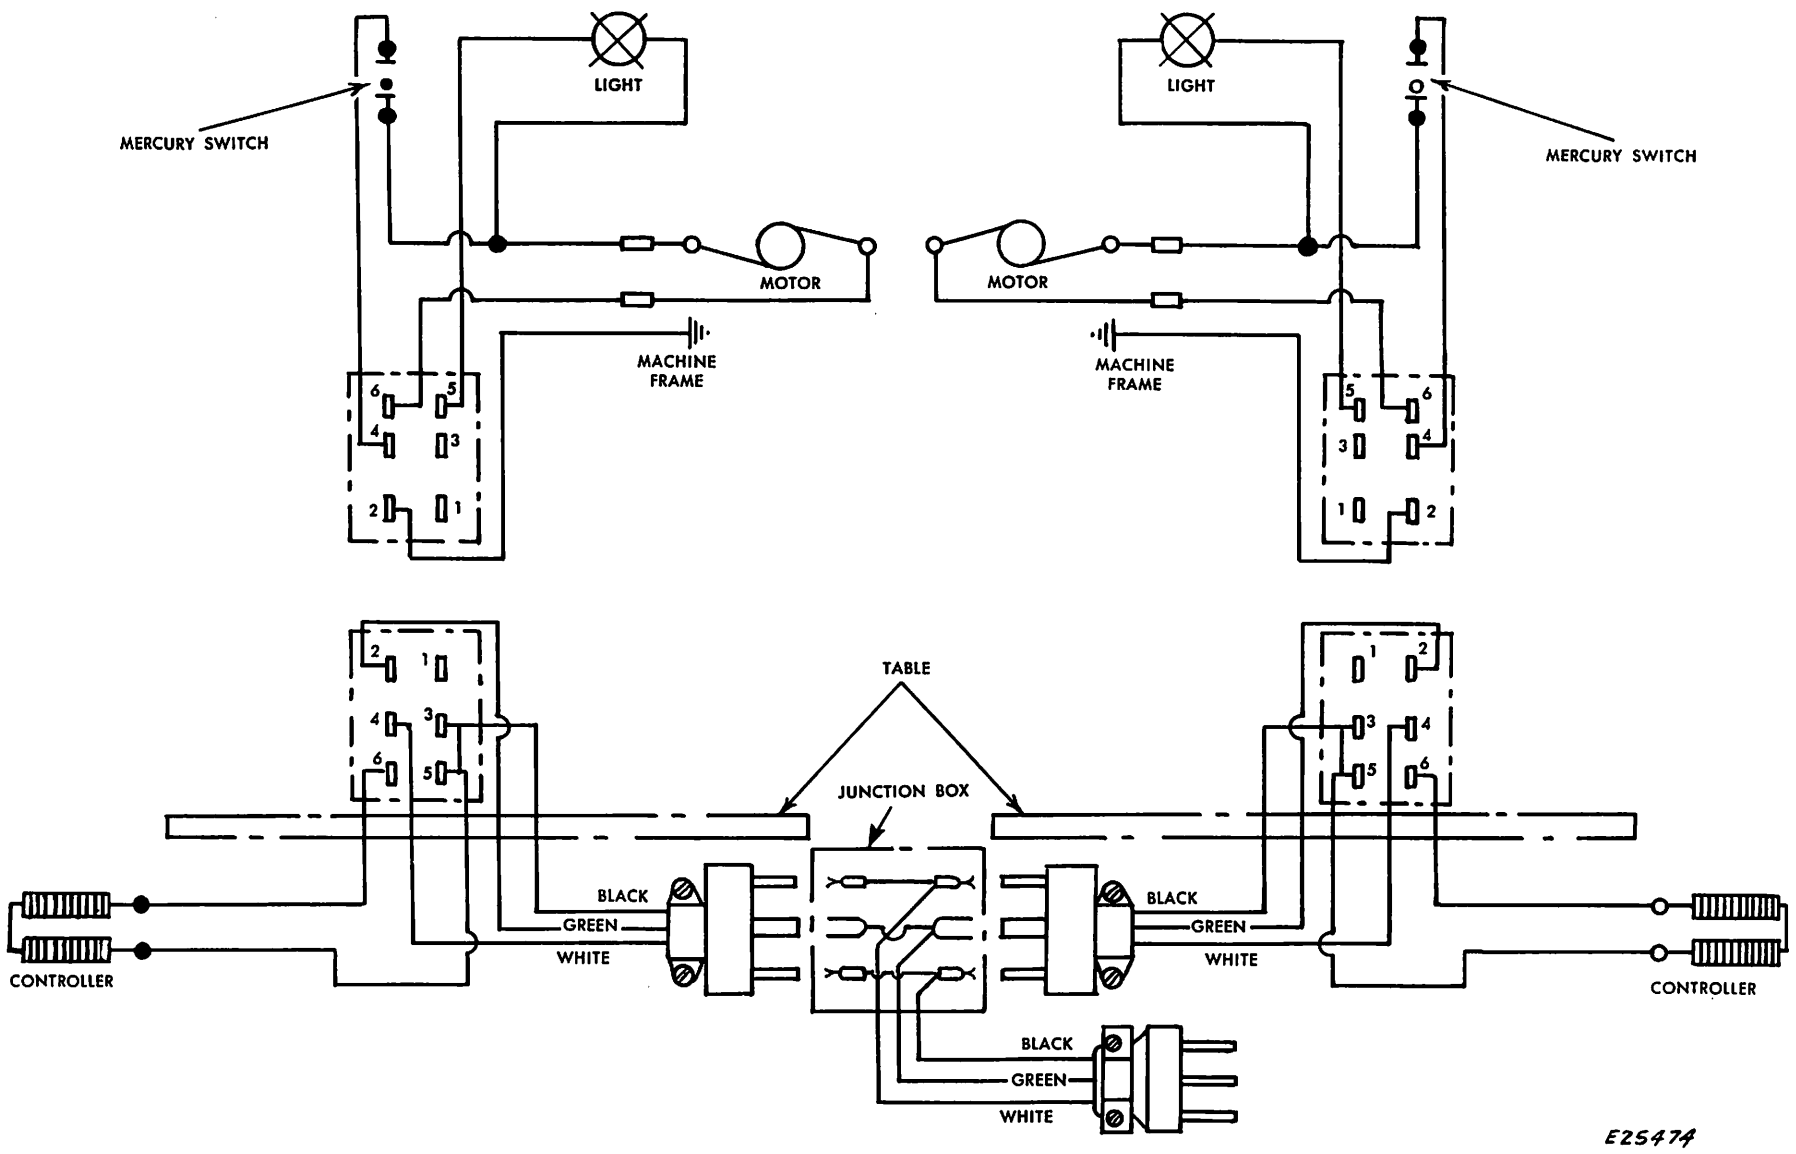 LIGHT
LIGHT
MERCURY SWITCH
MERCURY SWITCH
MOTOR
MOTOR
MACHINE
FRAME
MACHINE
FRAME
6 5
4 3
2 1
5 6
3 4
1 2
2 1
4 3
6 5
1 2
3 4
5 6
TABLE
JUNCTION BOX
BLACK
GREEN
WHITE
BLACK
GREEN
WHITE
CONTROLLER
CONTROLLER
BLACK
GREEN
WHITE
E25474